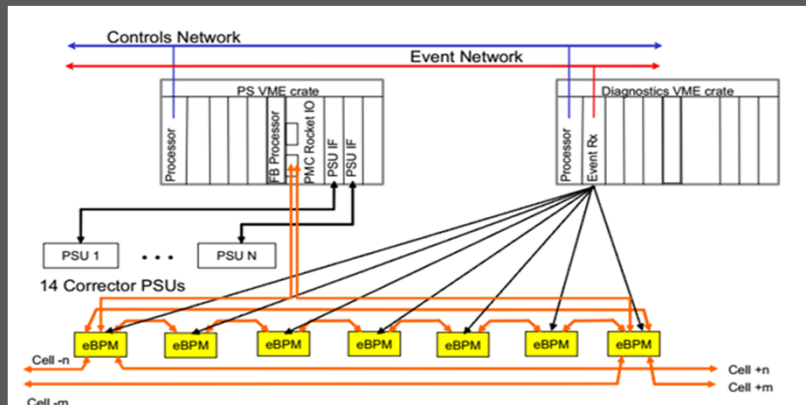 Controls Network
Event Network
PS VME crate
Diagnostics VME crate
Processor
FB Processor
PMC Rocket IO
PSU IF
PSU IF
Processor
Event Rx
PSU 1
• • •
PSU N
14 Corrector PSUs
eBPM
eBPM
eBPM
eBPM
eBPM
eBPM
eBPM
Cell -n
Cell +n
Cell +m
Cell -m